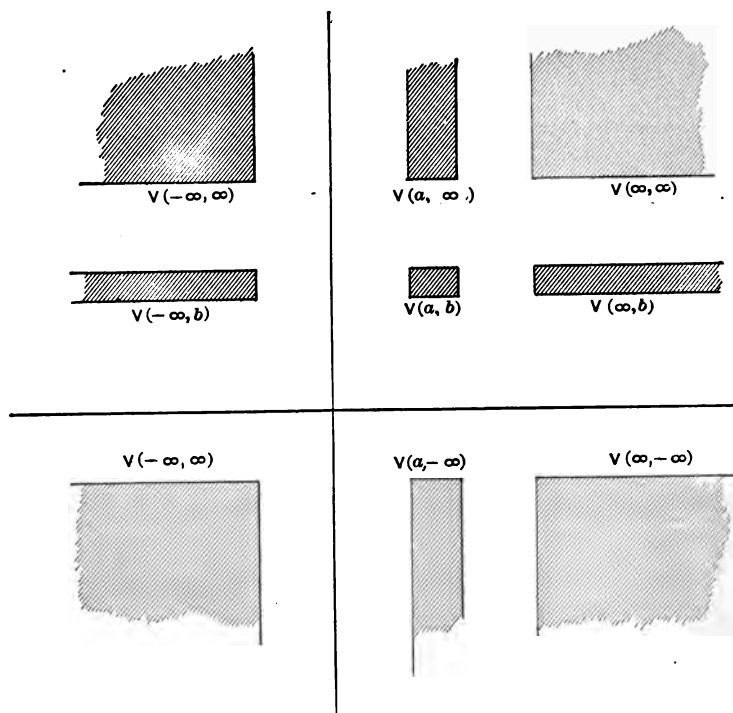 V(−∞, ∞)
V(a, ∞)
V(∞, ∞)
V(−∞, b)
V(a, b)
V(∞, b)
V(−∞, ∞)
V(a, −∞)
V(∞, −∞)